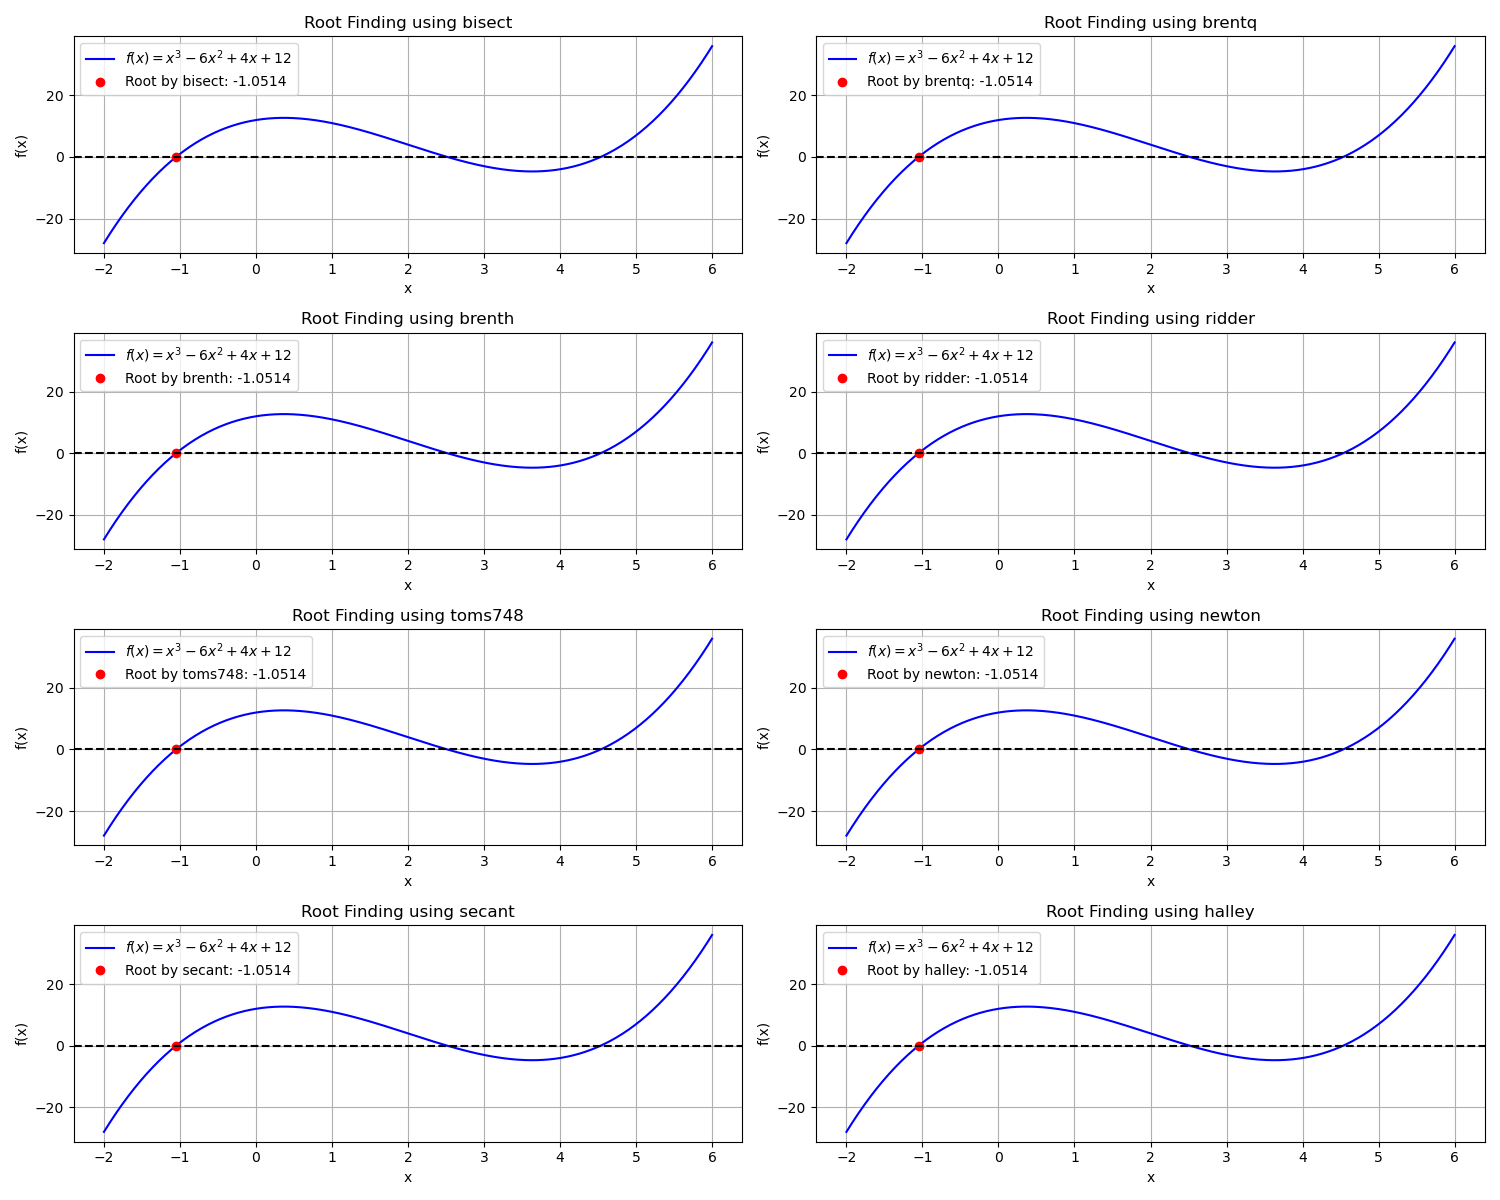 Root Finding using bisect
f(x) = x³ − 6x² + 4x + 12
Root by bisect: -1.0514
f(x)
20
0
−20
−2 −1 0 1 2 3 4 5 6
x
Root Finding using brentq
f(x) = x³ − 6x² + 4x + 12
Root by brentq: -1.0514
f(x)
20
0
−20
−2 −1 0 1 2 3 4 5 6
x
Root Finding using brenth
f(x) = x³ − 6x² + 4x + 12
Root by brenth: -1.0514
f(x)
20
0
−20
−2 −1 0 1 2 3 4 5 6
x
Root Finding using ridder
f(x) = x³ − 6x² + 4x + 12
Root by ridder: -1.0514
f(x)
20
0
−20
−2 −1 0 1 2 3 4 5 6
x
Root Finding using toms748
f(x) = x³ − 6x² + 4x + 12
Root by toms748: -1.0514
f(x)
20
0
−20
−2 −1 0 1 2 3 4 5 6
x
Root Finding using newton
f(x) = x³ − 6x² + 4x + 12
Root by newton: -1.0514
f(x)
20
0
−20
−2 −1 0 1 2 3 4 5 6
x
Root Finding using secant
f(x) = x³ − 6x² + 4x + 12
Root by secant: -1.0514
f(x)
20
0
−20
−2 −1 0 1 2 3 4 5 6
x
Root Finding using halley
f(x) = x³ − 6x² + 4x + 12
Root by halley: -1.0514
f(x)
20
0
−20
−2 −1 0 1 2 3 4 5 6
x